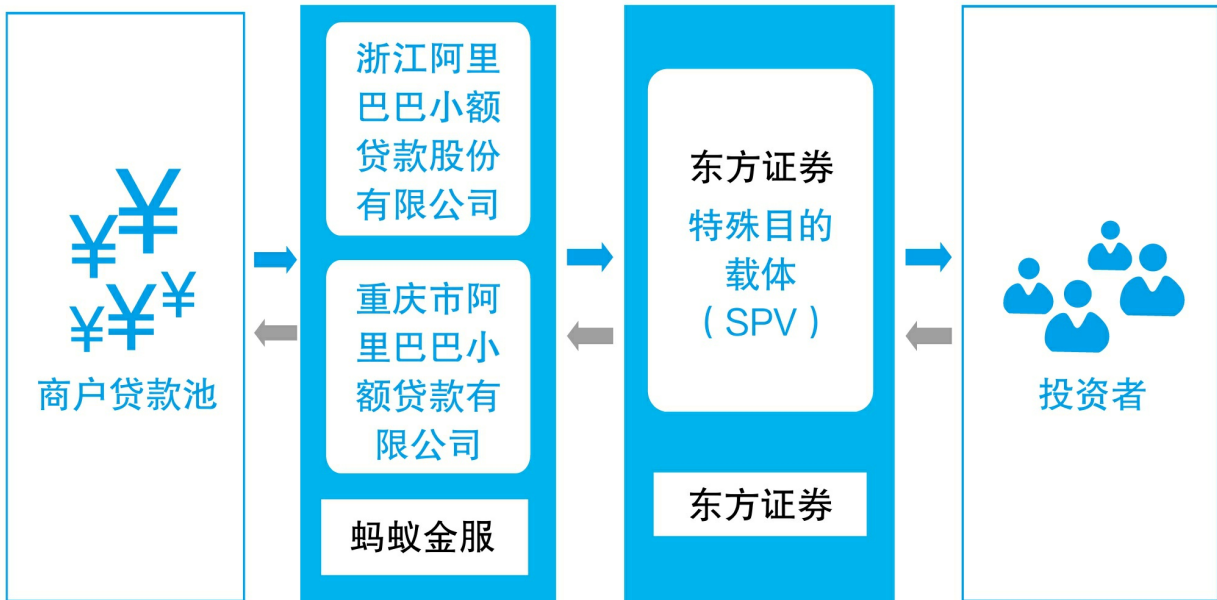 ¥
¥
¥
¥
¥
商户贷款池
浙江阿里
巴巴小额
贷款股份
有限公司
重庆市阿
里巴巴小
额贷款有
限公司
蚂蚁金服
东方证券
特殊目的
载体
(SPV)
东方证券
投资者